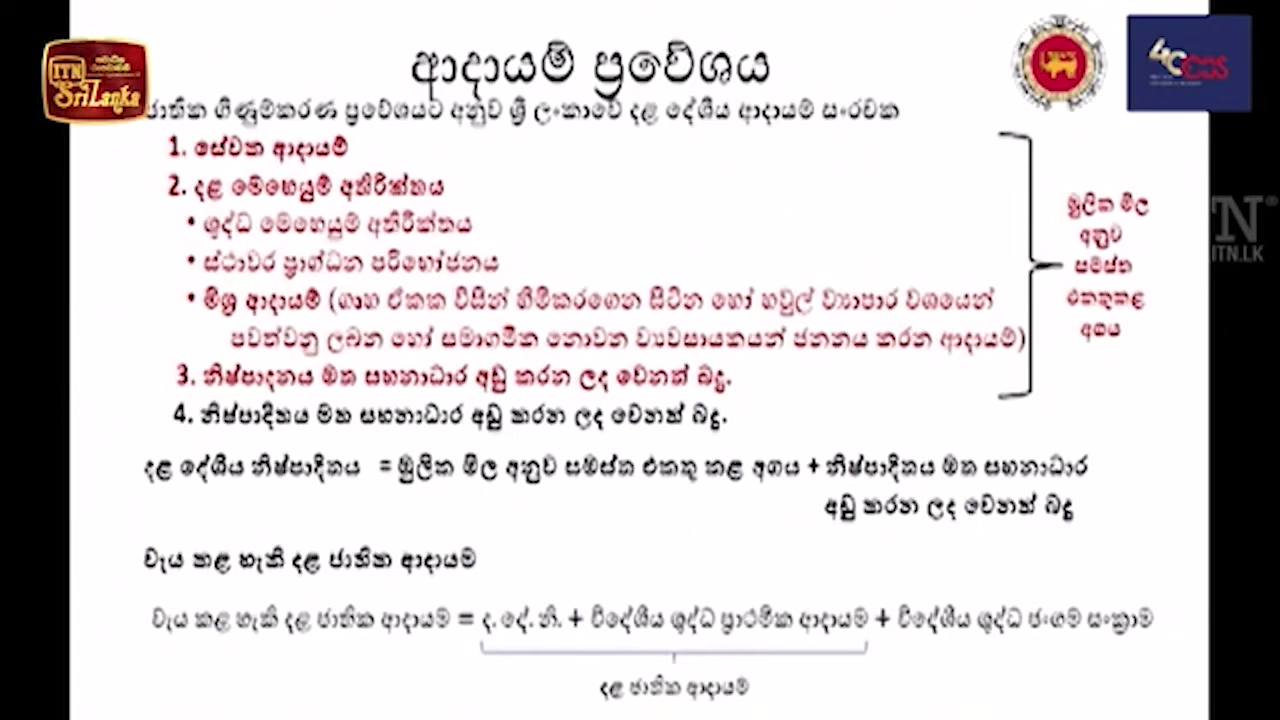 ආදායම් ප්‍රවේශය
ජාතික ගිණුම්කරණ ප්‍රවේශයට අනුව ශ්‍රී ලංකාවේ දළ දේශීය ආදායම් සංරචක
1. සේවක ආදායම්
2. දළ මෙහෙයුම් අතිරික්තය
• ශුද්ධ මෙහෙයුම් අතිරික්තය
• ස්ථාවර ප්‍රාග්ධන පරිභෝජනය
• මිශ්‍ර ආදායම් (ගෘහ ඒකක විසින් හිමිකරගෙන සිටින හෝ හවුල් ව්‍යාපාර වශයෙන්
පවත්වනු ලබන හෝ සමාගමික නොවන ව්‍යවසායකයන් ජනනය කරන ආදායම්)
3. නිෂ්පාදනය මත සහනාධාර අඩු කරන ලද වෙනත් බදු.
4. නිෂ්පාදිතය මත සහනාධාර අඩු කරන ලද වෙනත් බදු.
මූලික මිල
අනුව
සමස්ත
එකතුකළ
අගය
දළ දේශීය නිෂ්පාදිතය = මූලික මිල අනුව සමස්ත එකතු කළ අගය + නිෂ්පාදිතය මත සහනාධාර
අඩු කරන ලද වෙනත් බදු
වැය කළ හැකි දළ ජාතික ආදායම
වැය කළ හැකි දළ ජාතික ආදායම = ද. දේ. නි. + විදේශීය ශුද්ධ ප්‍රාථමික ආදායම + විදේශීය ශුද්ධ ජංගම සංක්‍රාම
දළ ජාතික ආදායම
ITN
SriLanka
ITN.LK